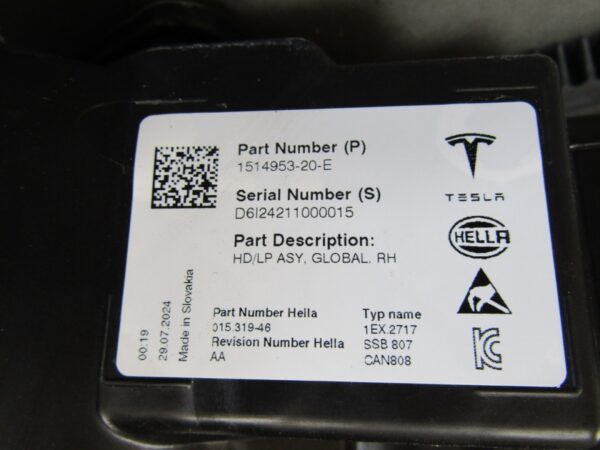 Part Number (P)
1514953-20-E
Serial Number (S)
D6I24211000015
Part Description:
HD/LP ASY, GLOBAL. RH
TESLA
HELLA
Part Number Hella
015.319-46
Revision Number Hella
AA
Typ name
1EX.2717
SSB 807
CAN808
00:19
29.07.2024
Made in Slovakia